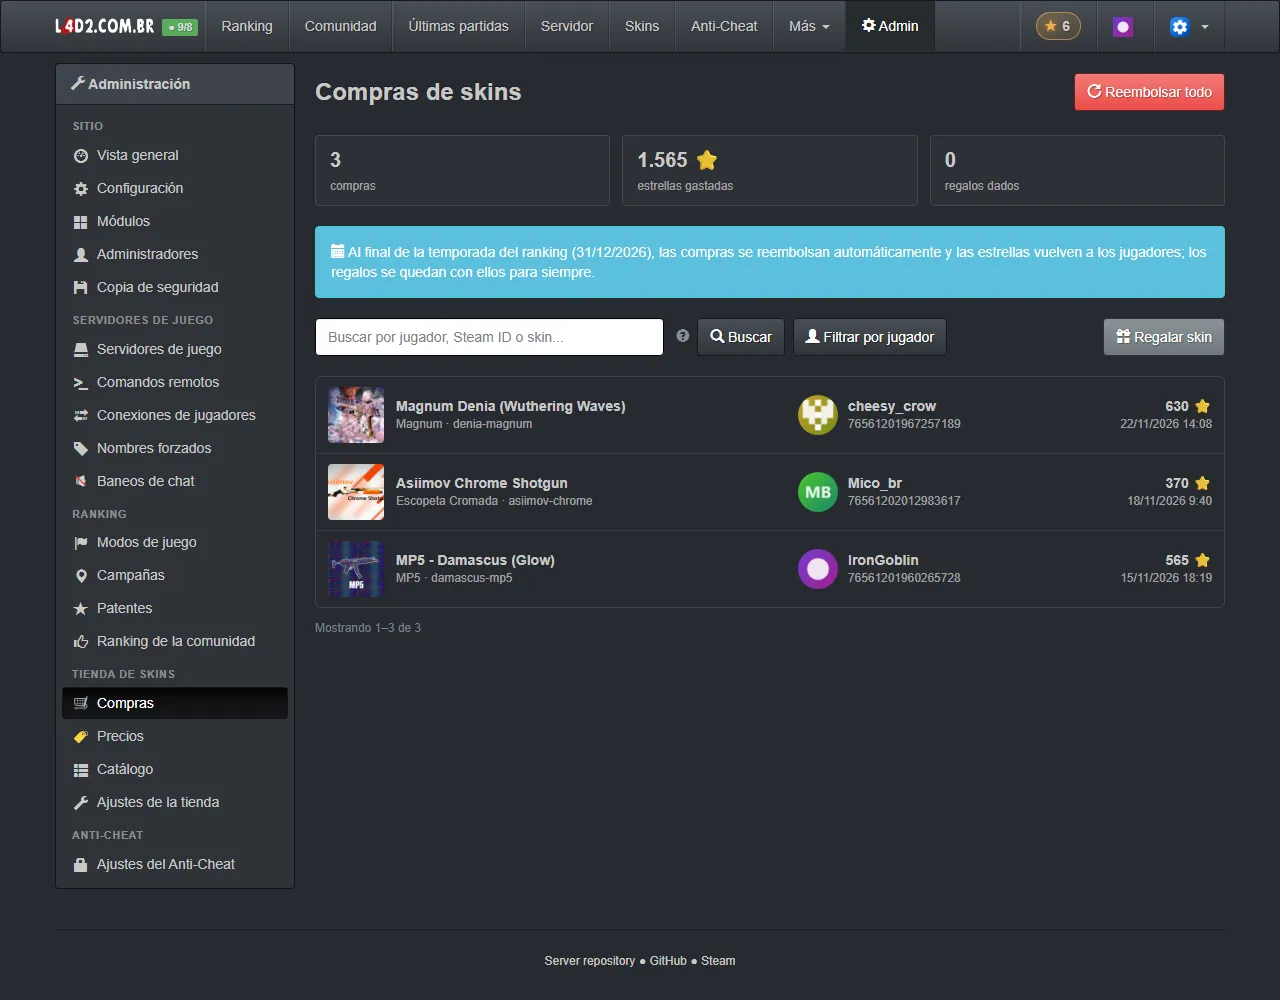 L4D2.COM.BR
● 9/8
Ranking
Comunidad
Últimas partidas
Servidor
Skins
Anti-Cheat
Más
Admin
★ 6
Administración
SITIO
Vista general
Configuración
Módulos
Administradores
Copia de seguridad
SERVIDORES DE JUEGO
Servidores de juego
Comandos remotos
Conexiones de jugadores
Nombres forzados
Baneos de chat
RANKING
Modos de juego
Campañas
Patentes
Ranking de la comunidad
TIENDA DE SKINS
Compras
Precios
Catálogo
Ajustes de la tienda
ANTI-CHEAT
Ajustes del Anti-Cheat
Compras de skins
Reembolsar todo
3
compras
1.565
estrellas gastadas
0
regalos dados
Al final de la temporada del ranking (31/12/2026), las compras se reembolsan automáticamente y las estrellas vuelven a los jugadores; los
regalos se quedan con ellos para siempre.
Buscar por jugador, Steam ID o skin...
?
Buscar
Filtrar por jugador
Regalar skin
Magnum Denia (Wuthering Waves)
Magnum · denia-magnum
cheesy_crow
76561201967257189
630
22/11/2026 14:08
asiimov
Chrome Shotgun
Asiimov Chrome Shotgun
Escopeta Cromada · asiimov-chrome
MB
Mico_br
76561202012983617
370
18/11/2026 9:40
MP5
MP5 - Damascus (Glow)
MP5 · damascus-mp5
IronGoblin
76561201960265728
565
15/11/2026 18:19
Mostrando 1–3 de 3
Server repository ● GitHub ● Steam